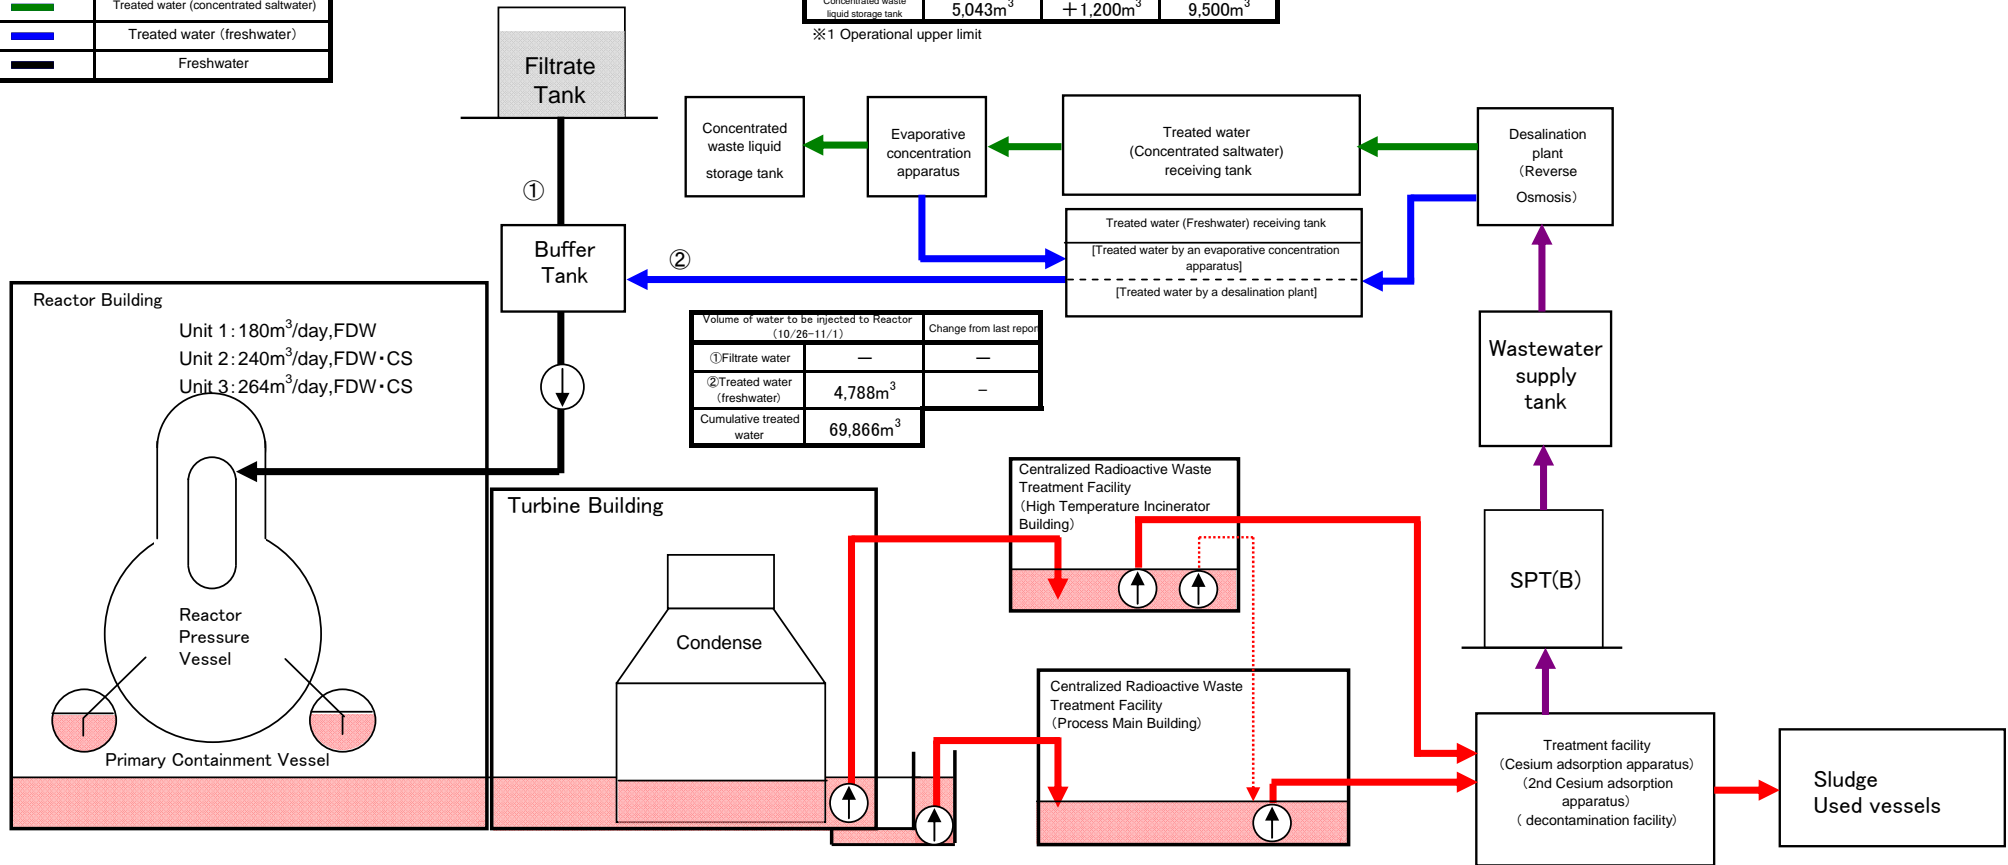 Treated water (concentrated saltwater)
Treated water (freshwater)
Freshwater
Concentrated waste
liquid storage tank
5,043m³
+1,200m³
9,500m³
※1 Operational upper limit
Filtrate
Tank
①
Buffer
Tank
②
Concentrated
waste liquid
storage tank
Evaporative
concentration
apparatus
Treated water
(Concentrated saltwater)
receiving tank
Desalination
plant
(Reverse
Osmosis)
Treated water (Freshwater) receiving tank
[Treated water by an evaporative concentration
apparatus]
[Treated water by a desalination plant]
Reactor Building
Unit 1:180m³/day,FDW
Unit 2:240m³/day,FDW・CS
Unit 3:264m³/day,FDW・CS
Volume of water to be injected to Reactor
(10/26-11/1)
Change from last repor
①Filtrate water
—
—
②Treated water
(freshwater)
4,788m³
-
Cumulative treated
water
69,866m³
Wastewater
supply
tank
SPT(B)
Turbine Building
Condense
Centralized Radioactive Waste
Treatment Facility
(High Temperature Incinerator
Building)
Centralized Radioactive Waste
Treatment Facility
(Process Main Building)
Reactor
Pressure
Vessel
Primary Containment Vessel
Treatment facility
(Cesium adsorption apparatus)
(2nd Cesium adsorption
apparatus)
( decontamination facility)
Sludge
Used vessels